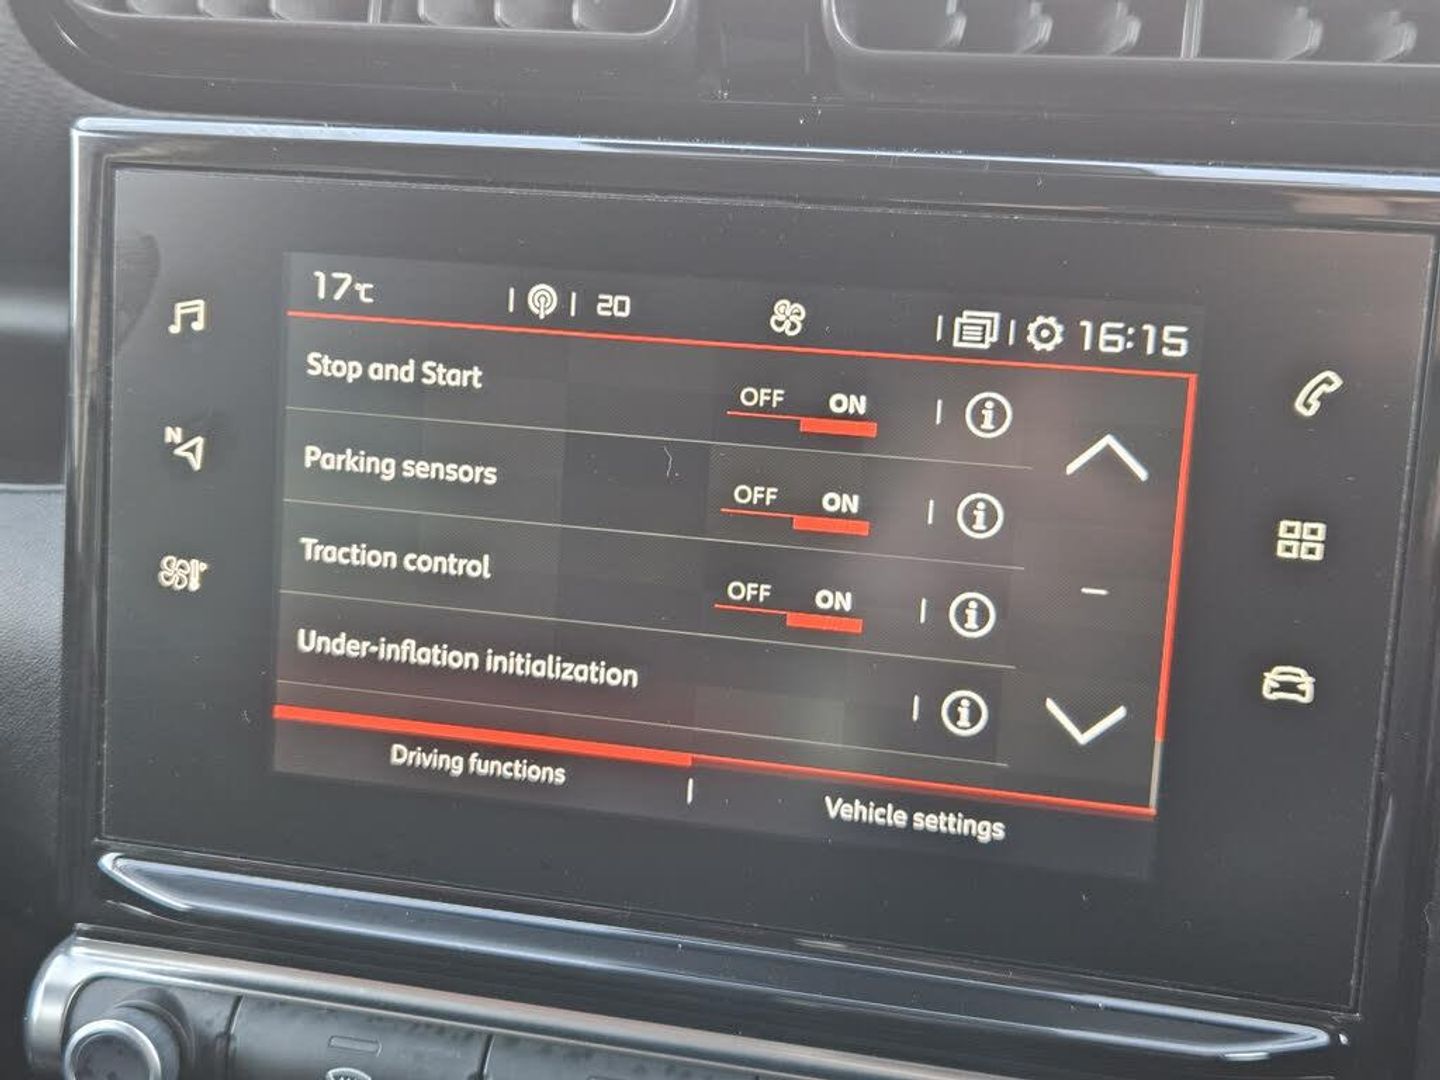 17°C 20 16:15
Stop and Start OFF ON
Parking sensors OFF ON
Traction control OFF ON
Under-inflation initialization
Driving functions Vehicle settings
N